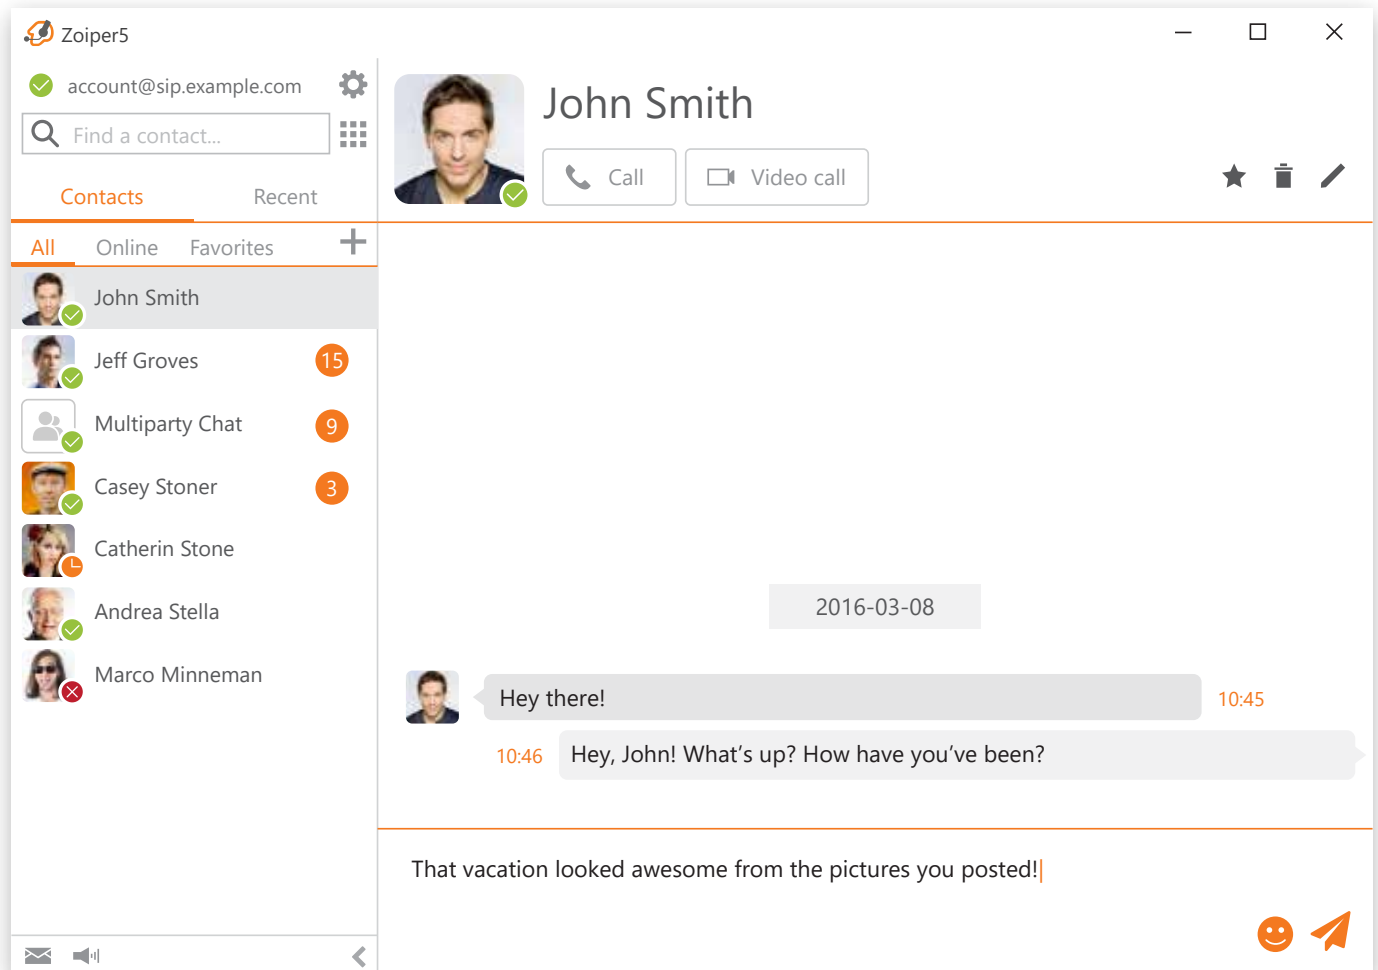 Zoiper5
account@sip.example.com
Find a contact...
Contacts Recent
All Online Favorites
John Smith
Jeff Groves 15
Multiparty Chat 9
Casey Stoner 3
Catherin Stone
Andrea Stella
Marco Minneman
John Smith
Call Video call
2016-03-08
Hey there! 10:45
10:46 Hey, John! What’s up? How have you’ve been?
That vacation looked awesome from the pictures you posted!